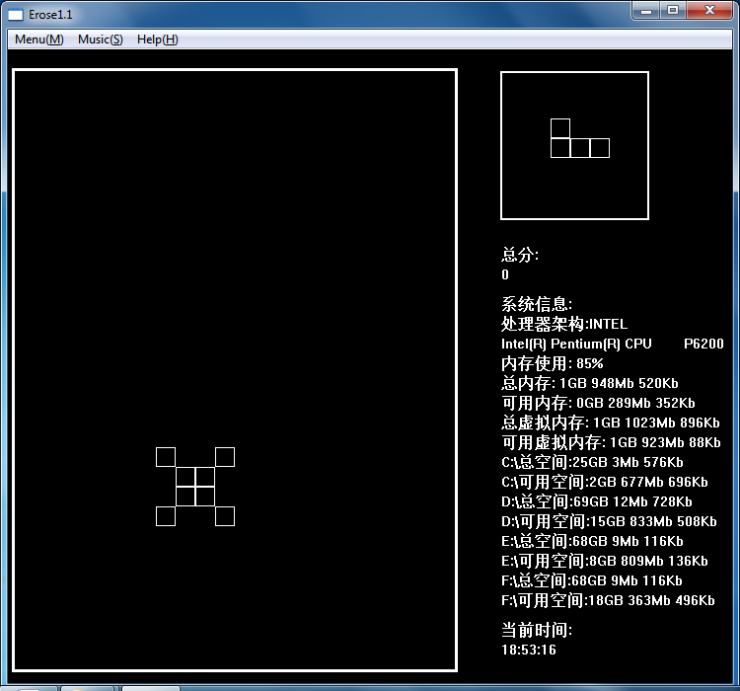 Erose1.1
Menu(M) Music(S) Help(H)
总分:
0
系统信息:
处理器架构:INTEL
Intel(R) Pentium(R) CPU P6200
内存使用: 85%
总内存: 1GB 948Mb 520Kb
可用内存: 0GB 289Mb 352Kb
总虚拟内存: 1GB 1023Mb 896Kb
可用虚拟内存: 1GB 923Mb 88Kb
C:\总空间:25GB 3Mb 576Kb
C:\可用空间:2GB 677Mb 696Kb
D:\总空间:69GB 12Mb 728Kb
D:\可用空间:15GB 833Mb 508Kb
E:\总空间:68GB 9Mb 116Kb
E:\可用空间:8GB 809Mb 136Kb
F:\总空间:68GB 9Mb 116Kb
F:\可用空间:18GB 363Mb 496Kb
当前时间:
18:53:16